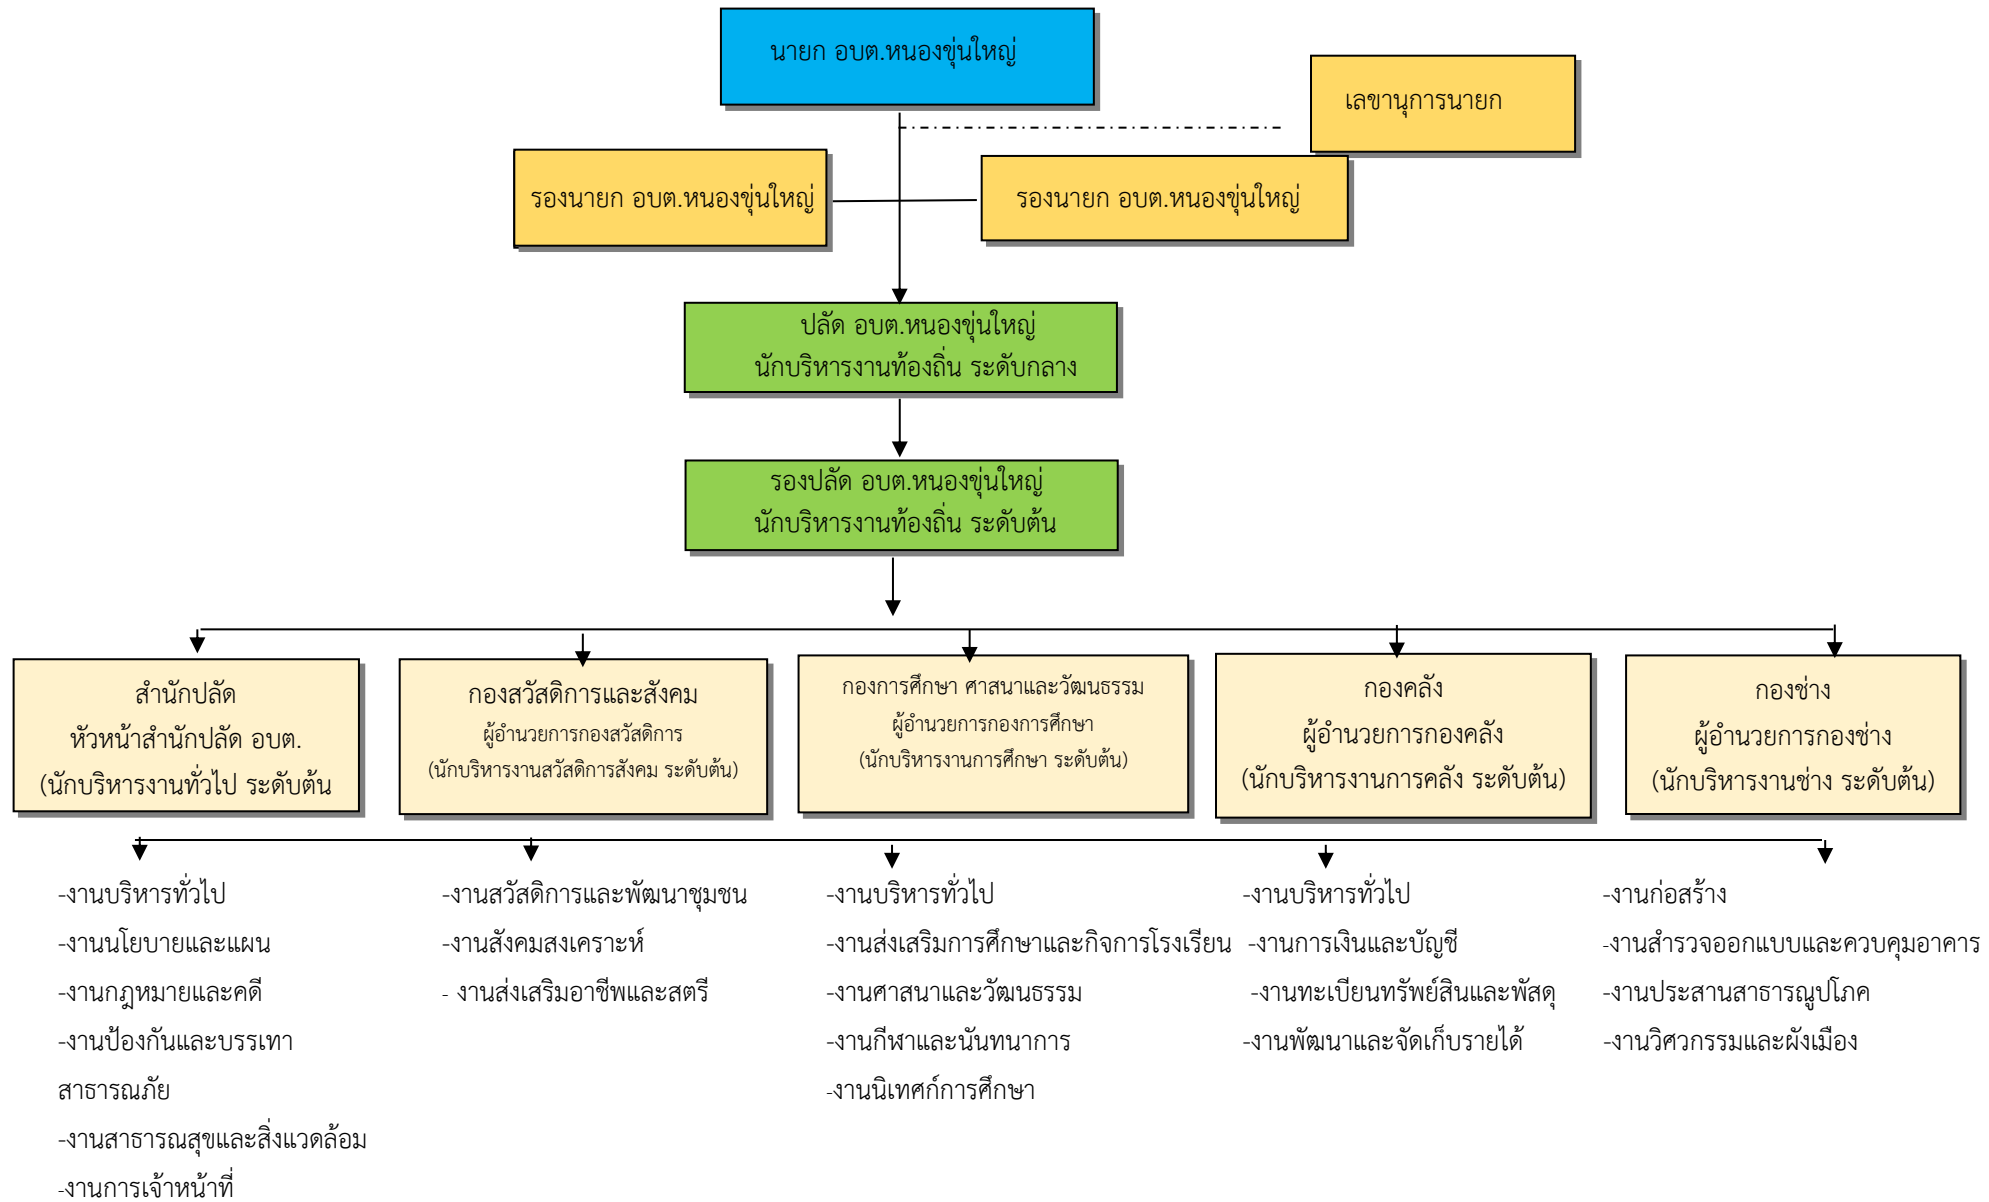 นายก อบต.หนองขุ่นใหญ่
เลขานุการนายก
รองนายก อบต.หนองขุ่นใหญ่
รองนายก อบต.หนองขุ่นใหญ่
ปลัด อบต.หนองขุ่นใหญ่
นักบริหารงานท้องถิ่น ระดับกลาง
รองปลัด อบต.หนองขุ่นใหญ่
นักบริหารงานท้องถิ่น ระดับต้น
สำนักปลัด
หัวหน้าสำนักปลัด อบต.
(นักบริหารงานทั่วไป ระดับต้น
กองสวัสดิการและสังคม
ผู้อำนวยการกองสวัสดิการ
(นักบริหารงานสวัสดิการสังคม ระดับต้น)
กองการศึกษา ศาสนาและวัฒนธรรม
ผู้อำนวยการกองการศึกษา
(นักบริหารงานการศึกษา ระดับต้น)
กองคลัง
ผู้อำนวยการกองคลัง
(นักบริหารงานการคลัง ระดับต้น)
กองช่าง
ผู้อำนวยการกองช่าง
(นักบริหารงานช่าง ระดับต้น)
-งานบริหารทั่วไป
-งานนโยบายและแผน
-งานกฎหมายและคดี
-งานป้องกันและบรรเทา
สาธารณภัย
-งานสาธารณสุขและสิ่งแวดล้อม
-งานการเจ้าหน้าที่
-งานสวัสดิการและพัฒนาชุมชน
-งานสังคมสงเคราะห์
- งานส่งเสริมอาชีพและสตรี
-งานบริหารทั่วไป
-งานส่งเสริมการศึกษาและกิจการโรงเรียน
-งานศาสนาและวัฒนธรรม
-งานกีฬาและนันทนาการ
-งานนิเทศก์การศึกษา
-งานบริหารทั่วไป
-งานการเงินและบัญชี
-งานทะเบียนทรัพย์สินและพัสดุ
-งานพัฒนาและจัดเก็บรายได้
-งานก่อสร้าง
-งานสำรวจออกแบบและควบคุมอาคาร
-งานประสานสาธารณูปโภค
-งานวิศวกรรมและผังเมือง